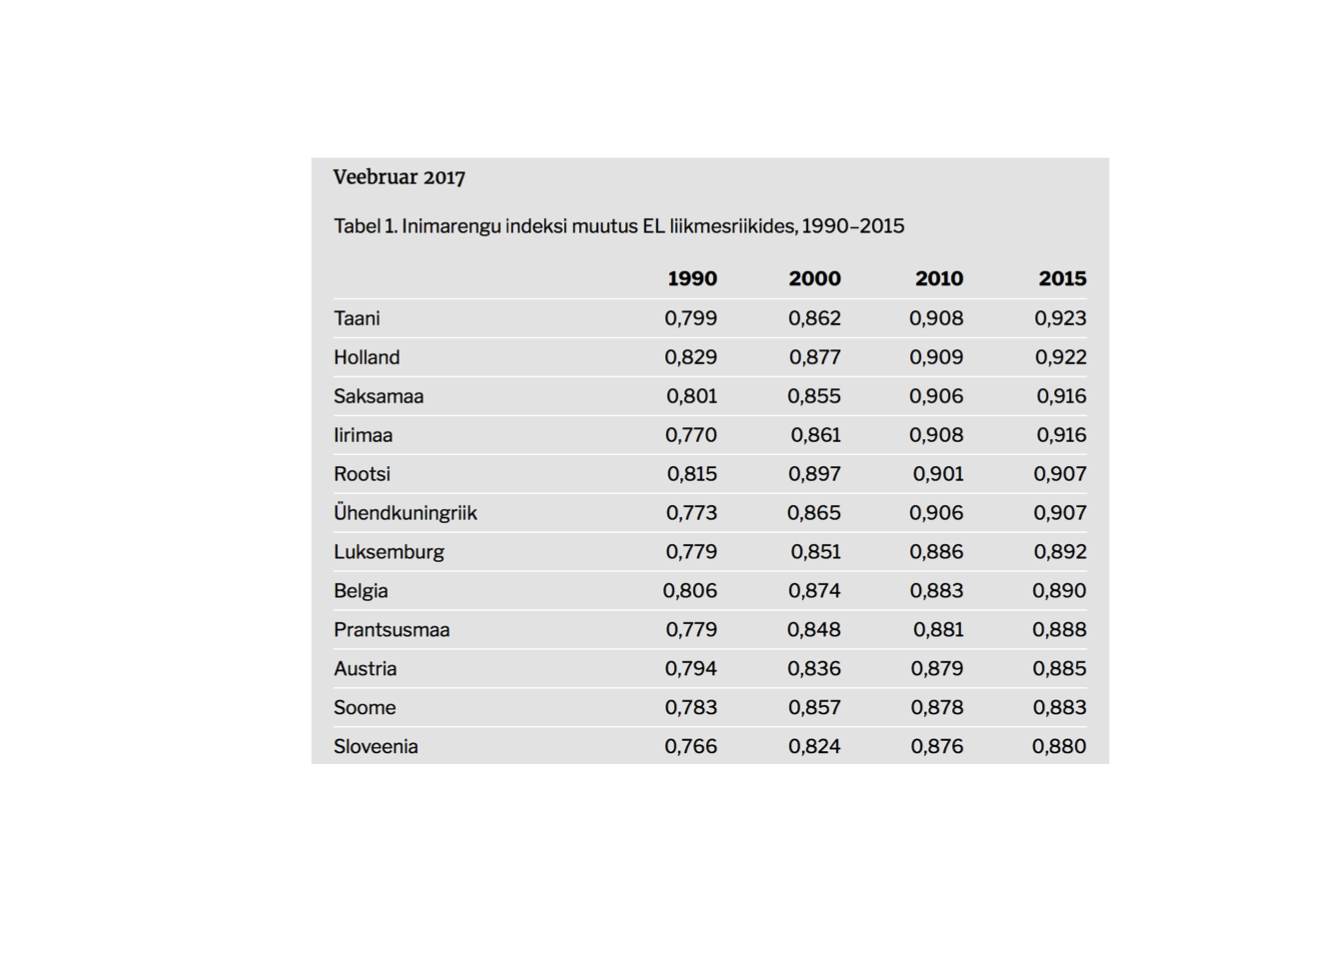 Veebruar 2017
Tabel 1. Inimarengu indeksi muutus EL liikmesriikides, 1990–2015
1990 2000 2010 2015
Taani 0,799 0,862 0,908 0,923
Holland 0,829 0,877 0,909 0,922
Saksamaa 0,801 0,855 0,906 0,916
Iirimaa 0,770 0,861 0,908 0,916
Rootsi 0,815 0,897 0,901 0,907
Ühendkuningriik 0,773 0,865 0,906 0,907
Luksemburg 0,779 0,851 0,886 0,892
Belgia 0,806 0,874 0,883 0,890
Prantsusmaa 0,779 0,848 0,881 0,888
Austria 0,794 0,836 0,879 0,885
Soome 0,783 0,857 0,878 0,883
Sloveenia 0,766 0,824 0,876 0,880